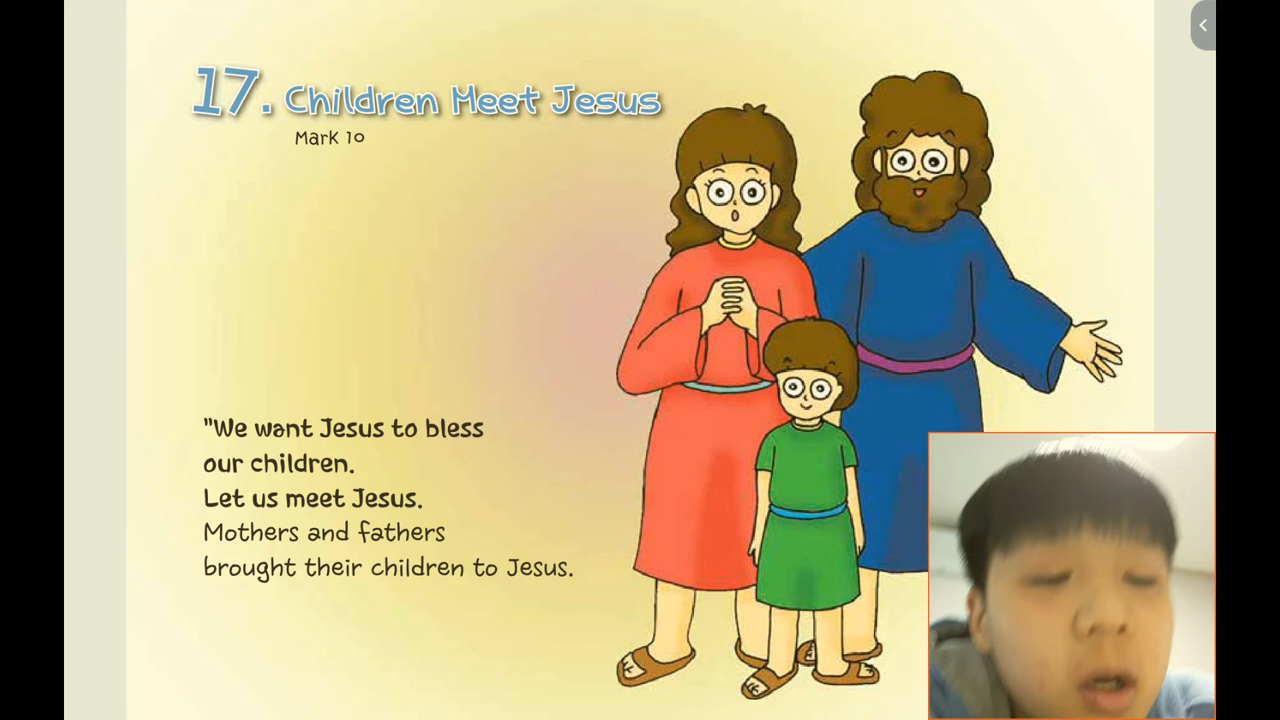 17. Children Meet Jesus
Mark 10
"We want Jesus to bless
our children.
Let us meet Jesus.
Mothers and fathers
brought their children to Jesus.